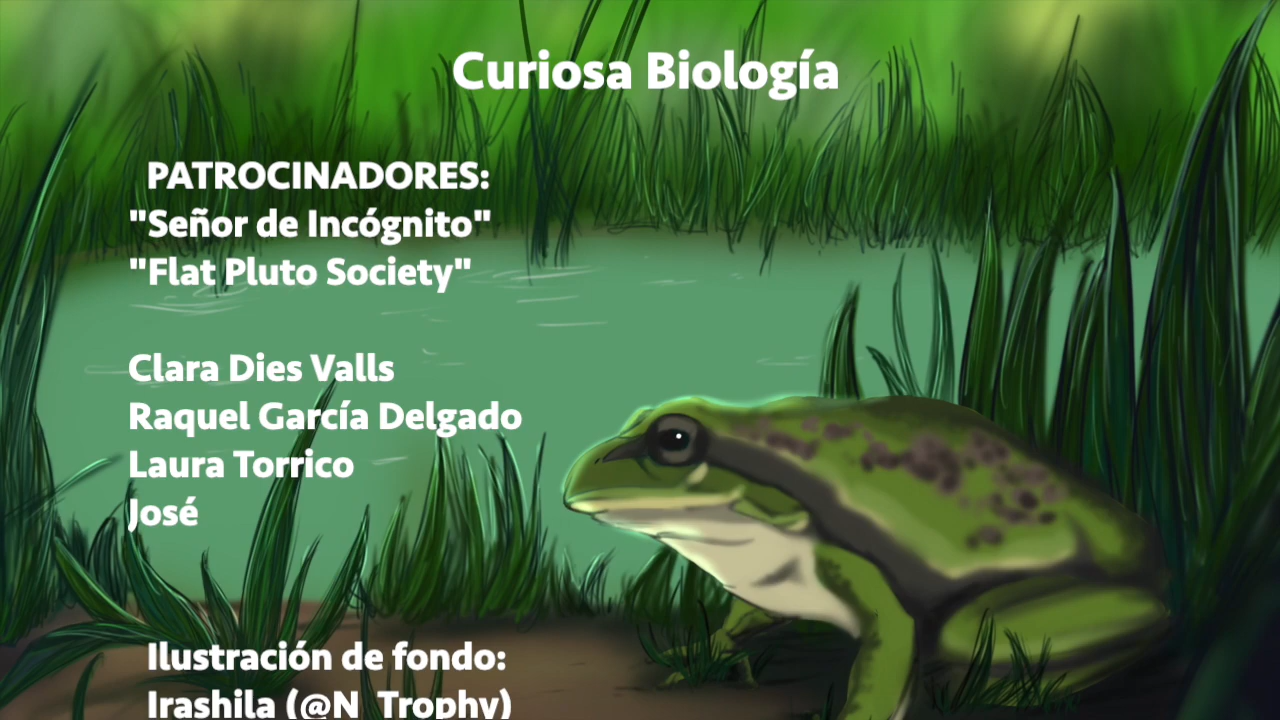 Curiosa Biología
PATROCINADORES:
"Señor de Incógnito"
"Flat Pluto Society"
Clara Dies Valls
Raquel García Delgado
Laura Torrico
José
Ilustración de fondo:
Irashila (@N_Trophy)